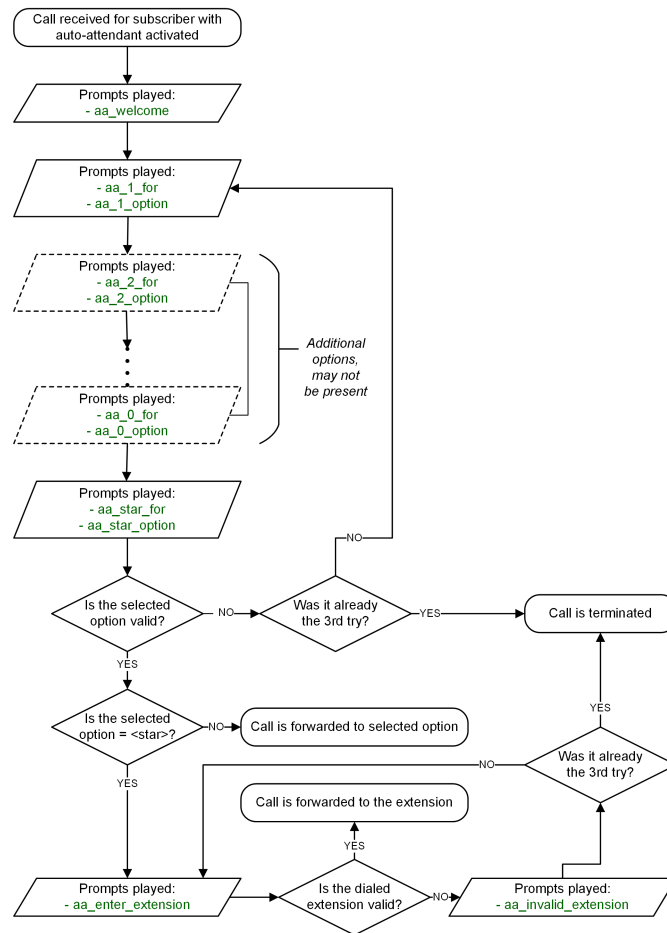 Call received for subscriber with
auto-attendant activated
Prompts played:
- aa_welcome
Prompts played:
- aa_1_for
- aa_1_option
Prompts played:
- aa_2_for
- aa_2_option
Additional
options,
may not
be present
Prompts played:
- aa_0_for
- aa_0_option
Prompts played:
- aa_star_for
- aa_star_option
NO
Is the selected
option valid?
NO
Was it already
the 3rd try?
YES
Call is terminated
YES
Is the selected
option = <star>?
NO
Call is forwarded to selected option
YES
Was it already
the 3rd try?
NO
YES
Call is forwarded to the extension
YES
Prompts played:
- aa_enter_extension
Is the dialed
extension valid?
NO
Prompts played:
- aa_invalid_extension